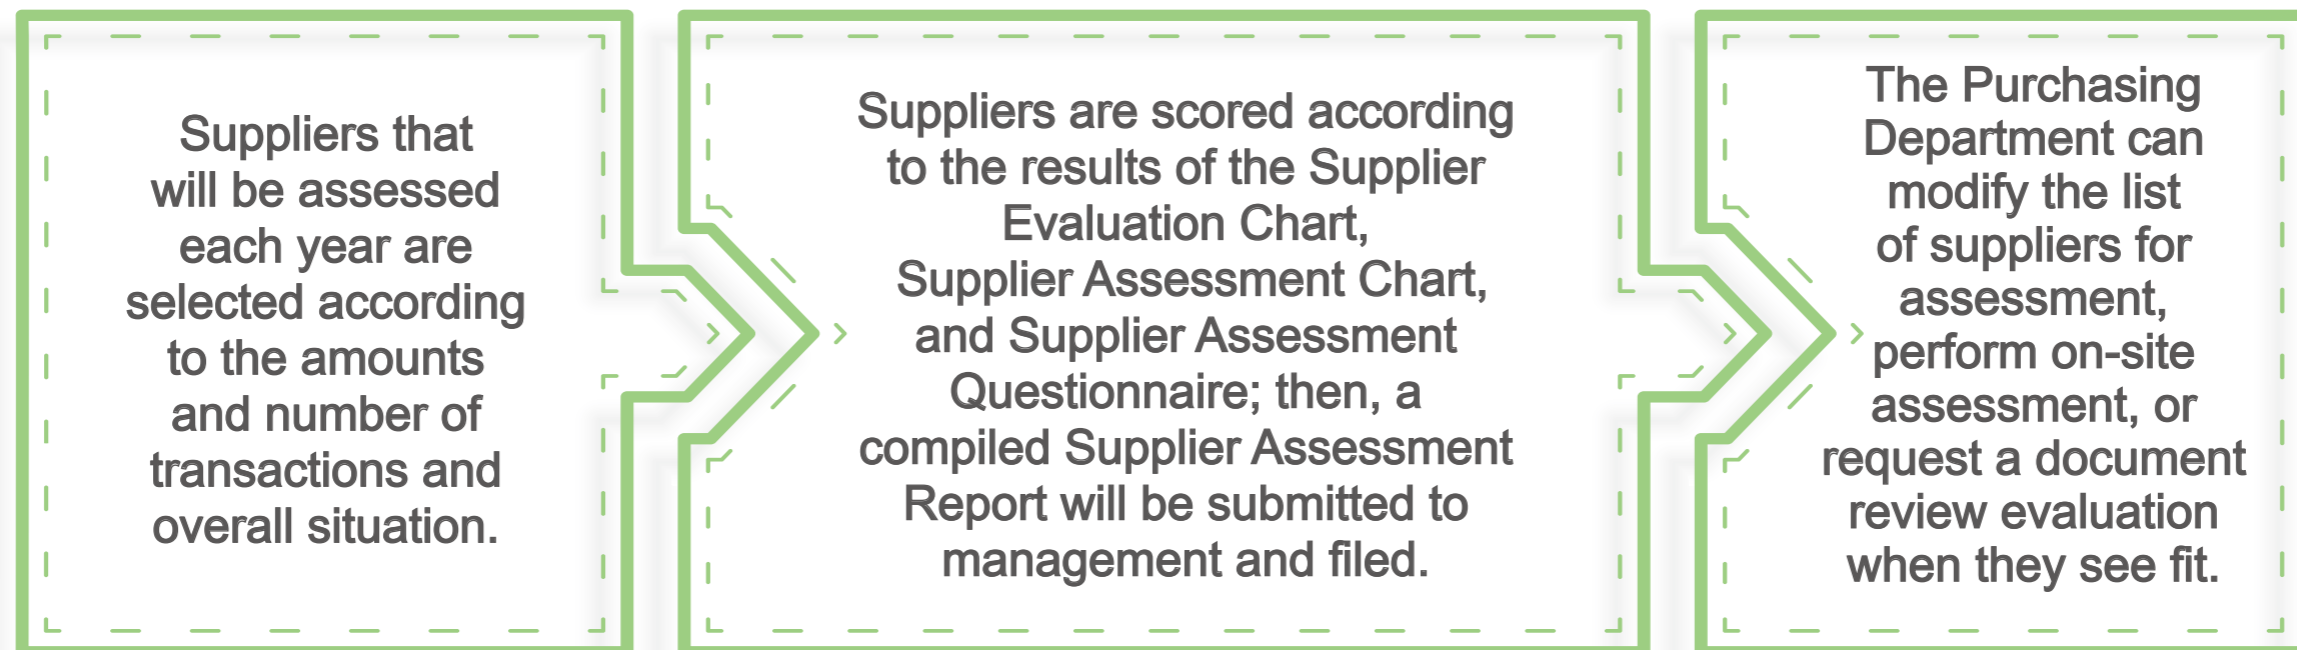 Suppliers that
will be assessed
each year are
selected according
to the amounts
and number of
transactions and
overall situation.
Suppliers are scored according
to the results of the Supplier
Evaluation Chart,
Supplier Assessment Chart,
and Supplier Assessment
Questionnaire; then, a
compiled Supplier Assessment
Report will be submitted to
management and filed.
The Purchasing
Department can
modify the list
of suppliers for
assessment,
perform on-site
assessment, or
request a document
review evaluation
when they see fit.